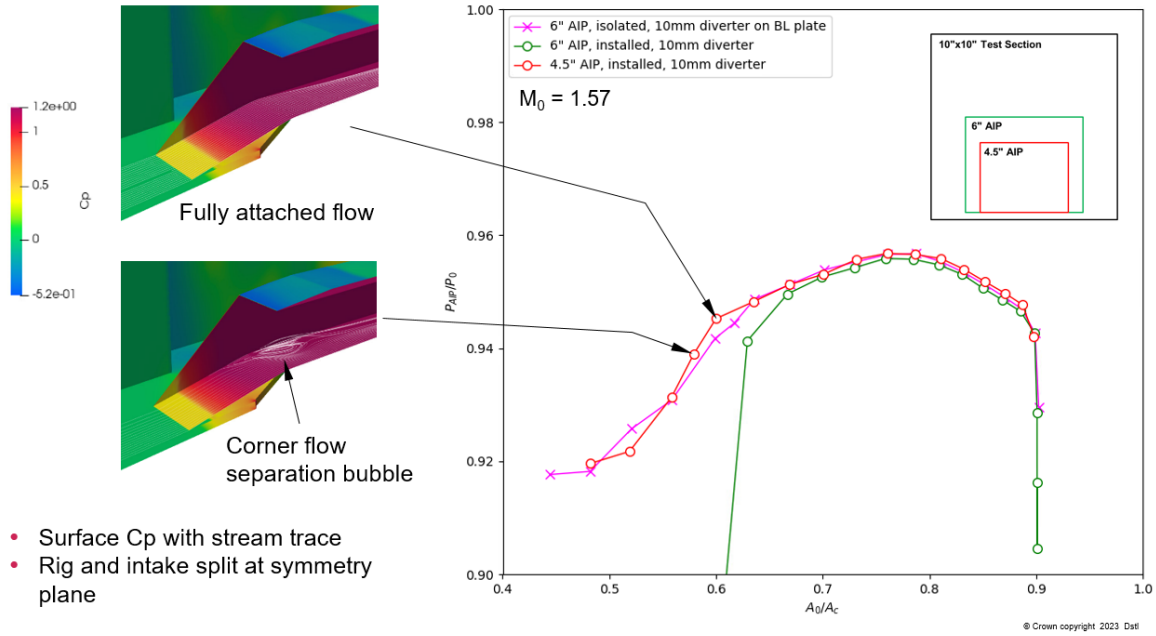 1.2e+00
1
0.5
0
-5.2e-01
Cp
Fully attached flow
Corner flow
separation bubble
• Surface Cp with stream trace
• Rig and intake split at symmetry
plane
6" AIP, isolated, 10mm diverter on BL plate
6" AIP, installed, 10mm diverter
4.5" AIP, installed, 10mm diverter
M₀ = 1.57
10"x10" Test Section
6" AIP
4.5" AIP
1.00
0.98
0.96
0.94
0.92
0.90
P_AIP/P₀
0.4 0.5 0.6 0.7 0.8 0.9 1.0
A₀/A_c
© Crown copyright 2023 Dstl